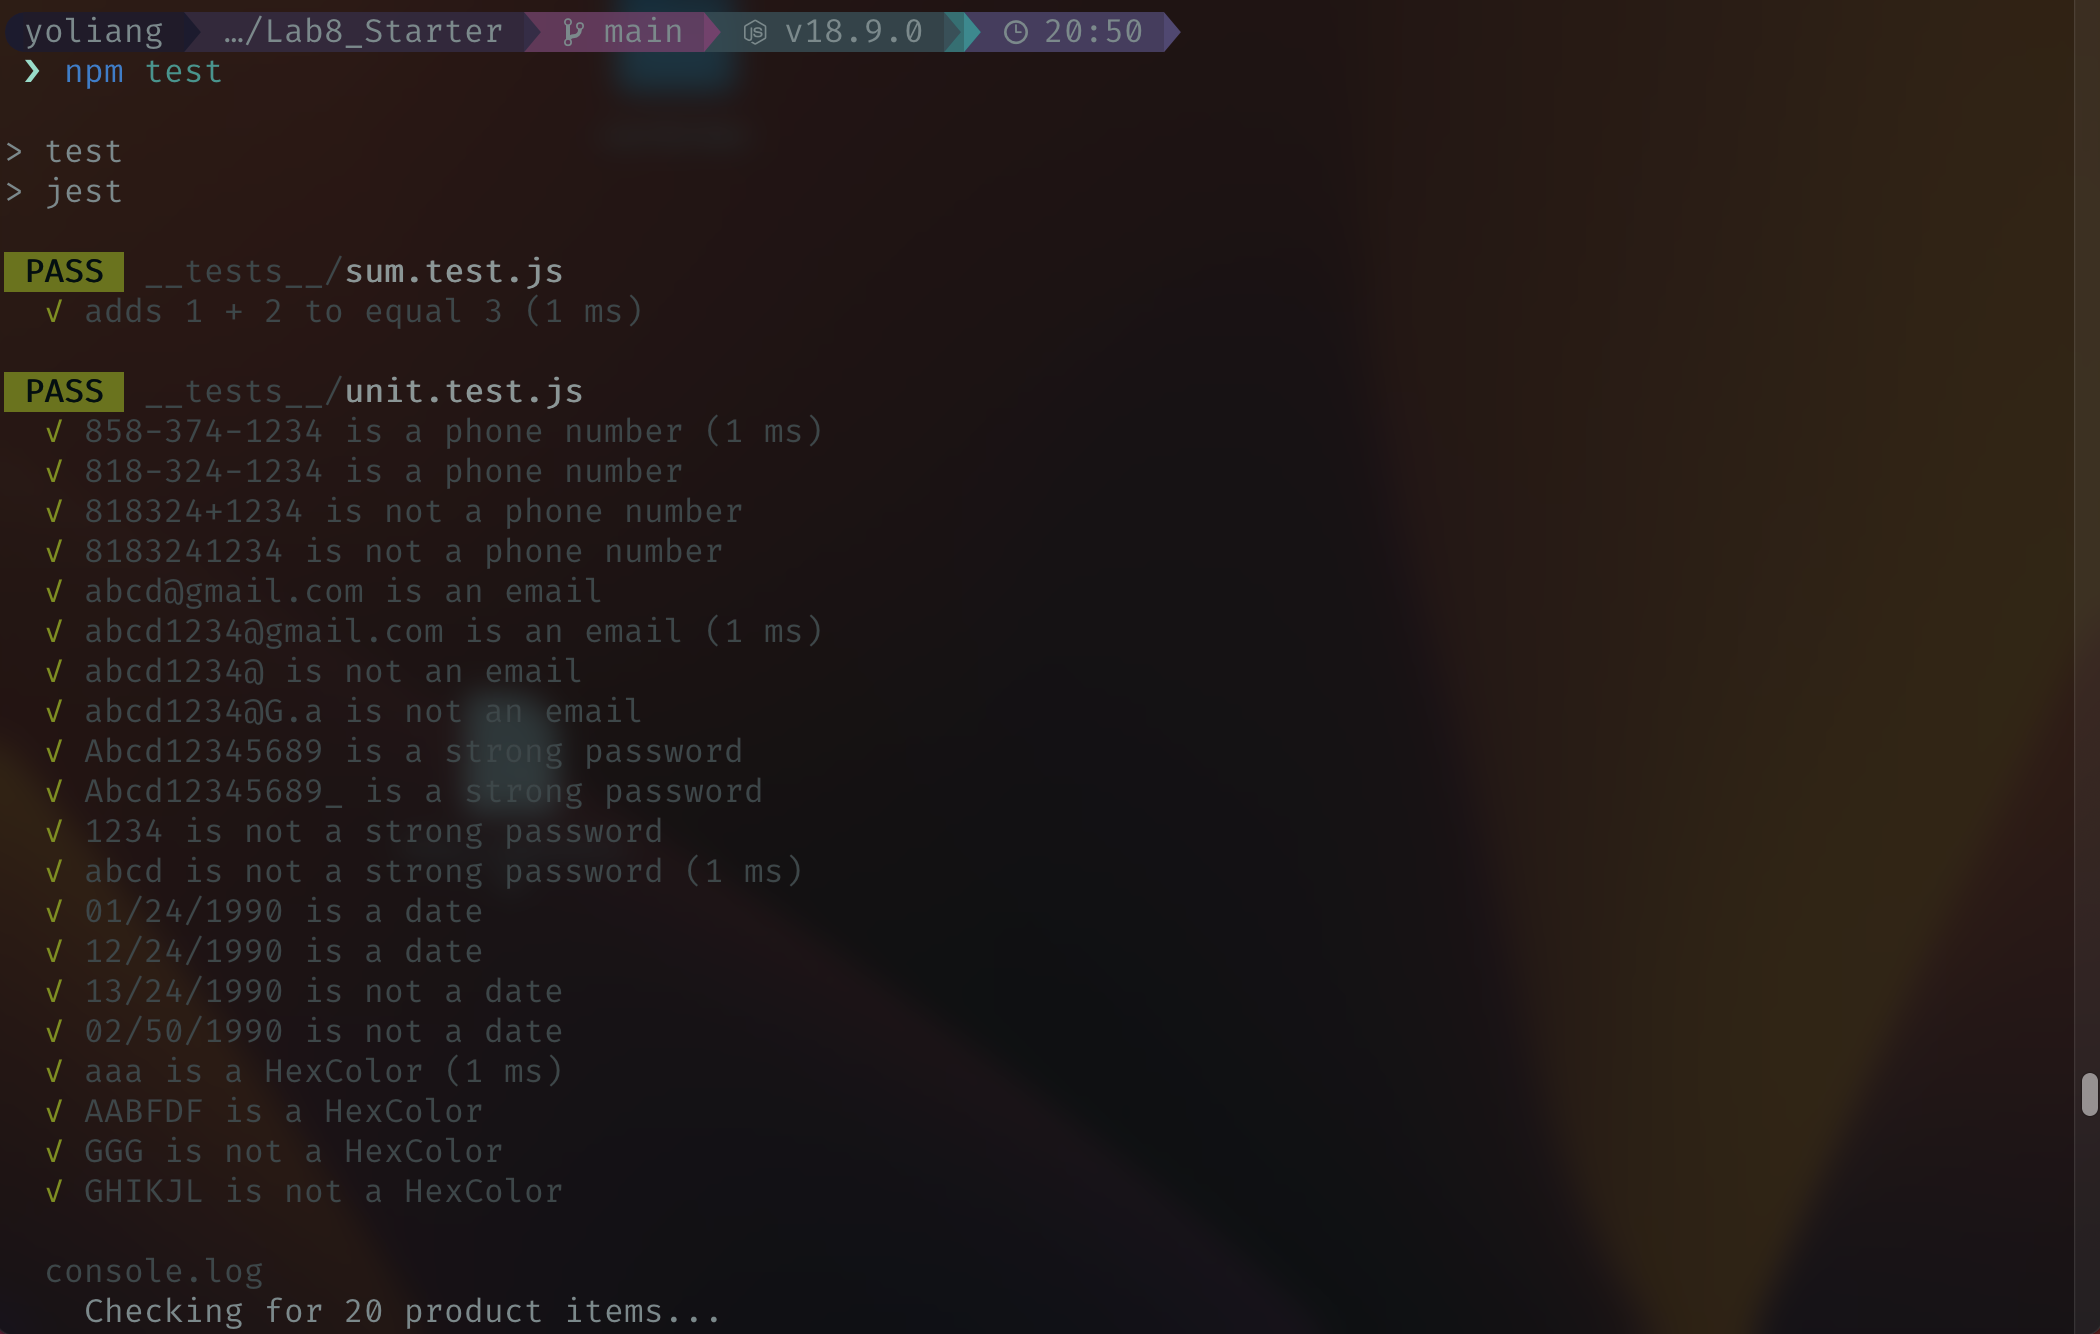 yoliang …/Lab8_Starter main v18.9.0 20:50
❯ npm test
> test
> jest
PASS __tests__/sum.test.js
√ adds 1 + 2 to equal 3 (1 ms)
PASS __tests__/unit.test.js
√ 858-374-1234 is a phone number (1 ms)
√ 818-324-1234 is a phone number
√ 818324+1234 is not a phone number
√ 8183241234 is not a phone number
√ abcd@gmail.com is an email
√ abcd1234@gmail.com is an email (1 ms)
√ abcd1234@ is not an email
√ abcd1234@G.a is not an email
√ Abcd12345689 is a strong password
√ Abcd12345689_ is a strong password
√ 1234 is not a strong password
√ abcd is not a strong password (1 ms)
√ 01/24/1990 is a date
√ 12/24/1990 is a date
√ 13/24/1990 is not a date
√ 02/50/1990 is not a date
√ aaa is a HexColor (1 ms)
√ AABFDF is a HexColor
√ GGG is not a HexColor
√ GHIKJL is not a HexColor
console.log
Checking for 20 product items...